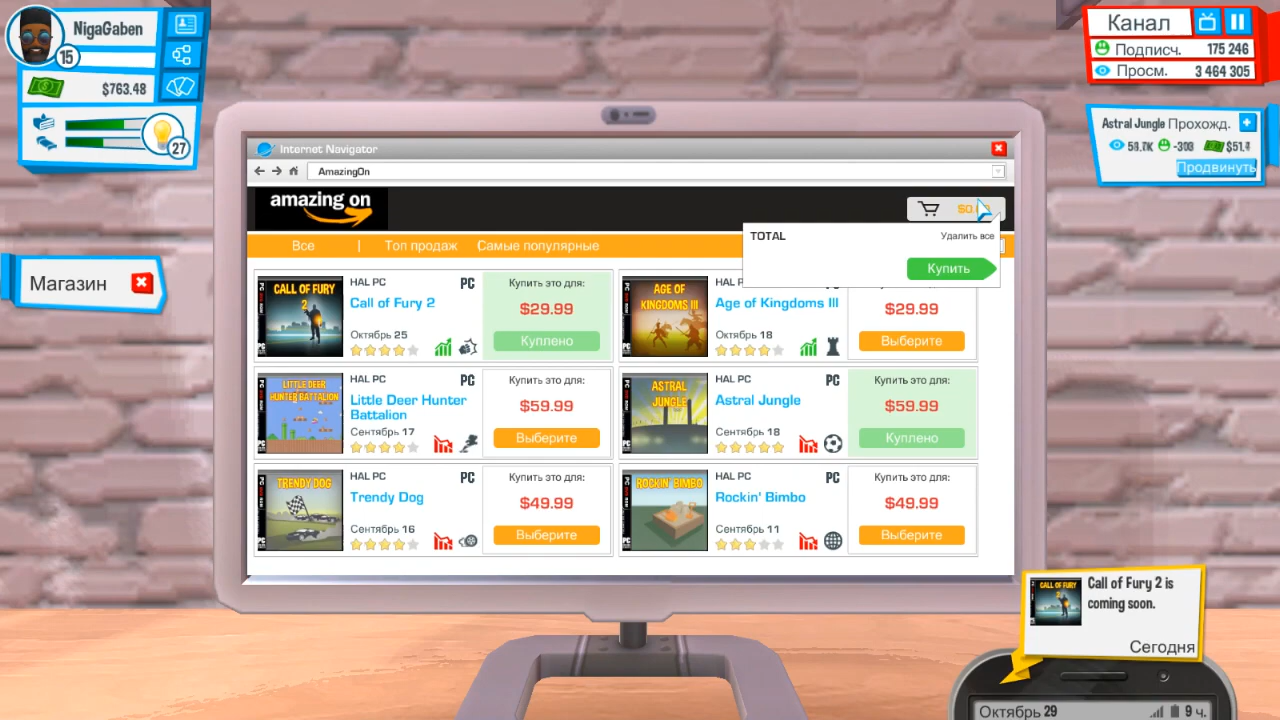 NigaGaben
15
$763.48
27
Канал
Подписч. 175 246
Просм. 3 464 305
Astral Jungle Прохожд.
-308
Продвинуть
Магазин
Internet Navigator
AmazingOn
amazing on
TOTAL
Удалить все
Купить
Все | Топ продаж Самые популярные
CALL OF FURY 2
HAL PC PC
Call of Fury 2
Октябрь 25
Купить это для:
$29.99
Куплено
AGE OF KINGDOMS III
Age of Kingdoms III
Октябрь 18
$29.99
Выберите
LITTLE DEER HUNTER BATTALION
HAL PC PC
Little Deer Hunter
Battalion
Сентябрь 17
Купить это для:
$59.99
Выберите
ASTRAL JUNGLE
HAL PC PC
Astral Jungle
Сентябрь 18
Купить это для:
$59.99
Куплено
TRENDY DOG
HAL PC PC
Trendy Dog
Сентябрь 16
Купить это для:
$49.99
Выберите
ROCKIN' BIMBO
HAL PC PC
Rockin' Bimbo
Сентябрь 11
Купить это для:
$49.99
Выберите
CALL OF FURY
Call of Fury 2 is
coming soon.
Сегодня
Октябрь 29 9 ч.